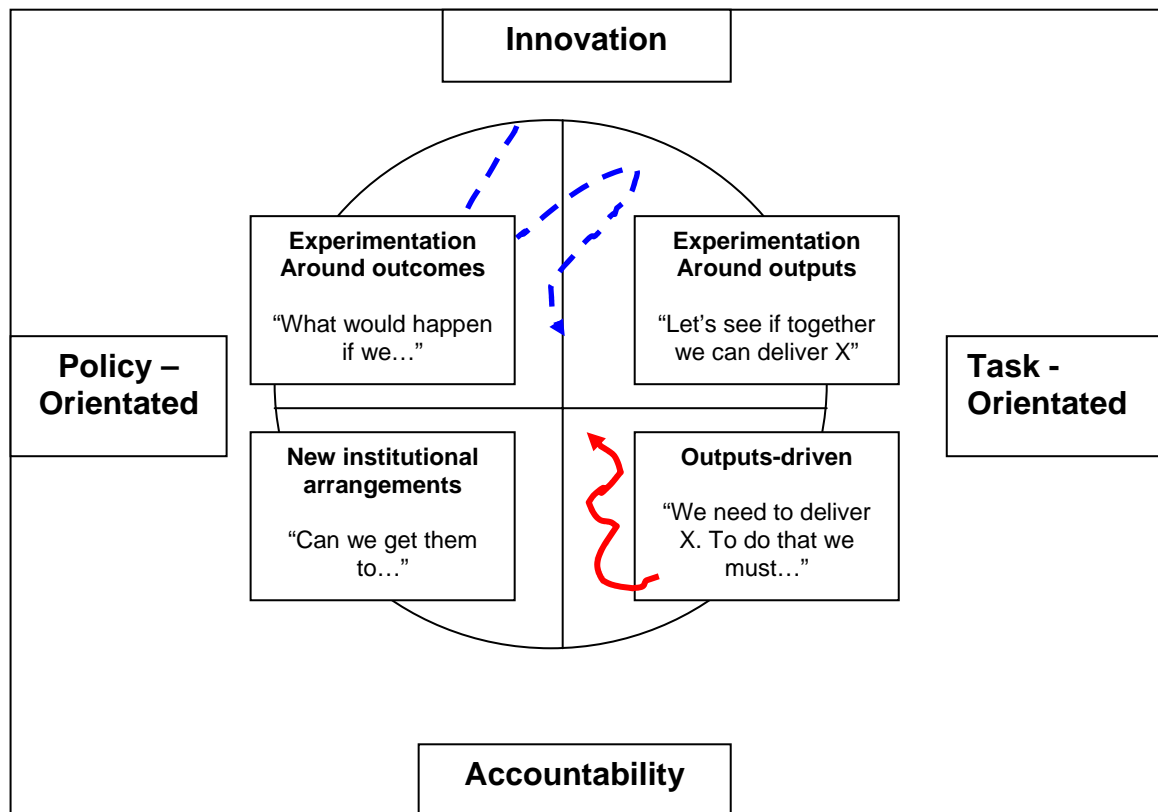 Innovation
Experimentation
Around outcomes
“What would happen
if we…”
Experimentation
Around outputs
“Let’s see if together
we can deliver X”
Policy –
Orientated
Task -
Orientated
New institutional
arrangements
“Can we get them
to…”
Outputs-driven
“We need to deliver
X. To do that we
must…”
Accountability